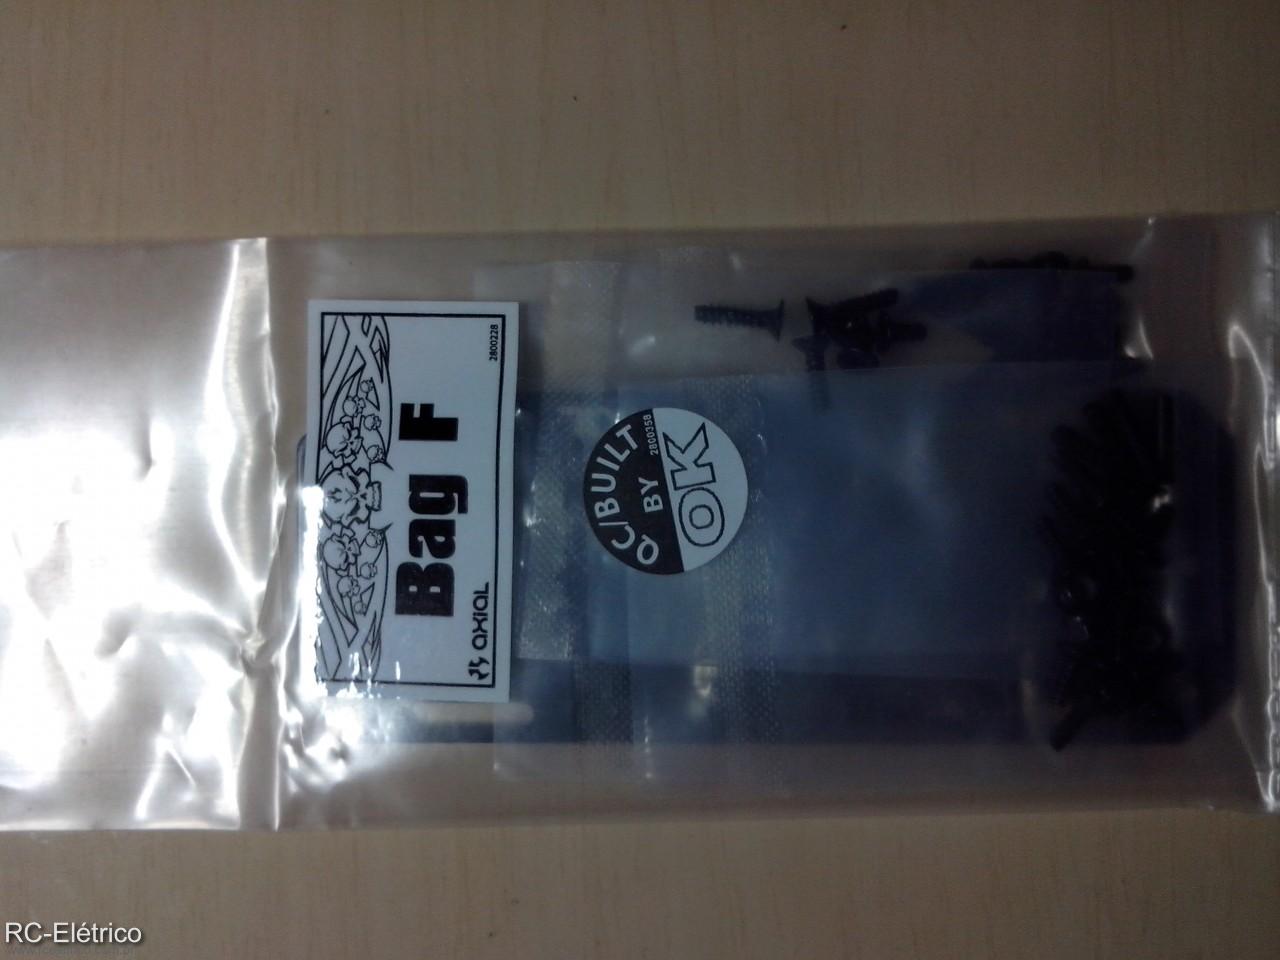 2800228
Bag F
AXIAL
QC/BUILT
BY
2800358
OK
RC-Elétrico